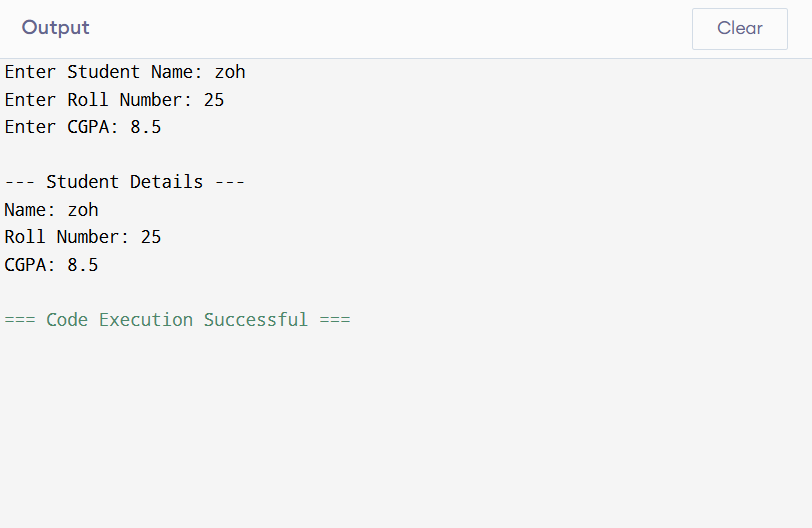 Output
Clear
Enter Student Name: zoh
Enter Roll Number: 25
Enter CGPA: 8.5
--- Student Details ---
Name: zoh
Roll Number: 25
CGPA: 8.5
=== Code Execution Successful ===